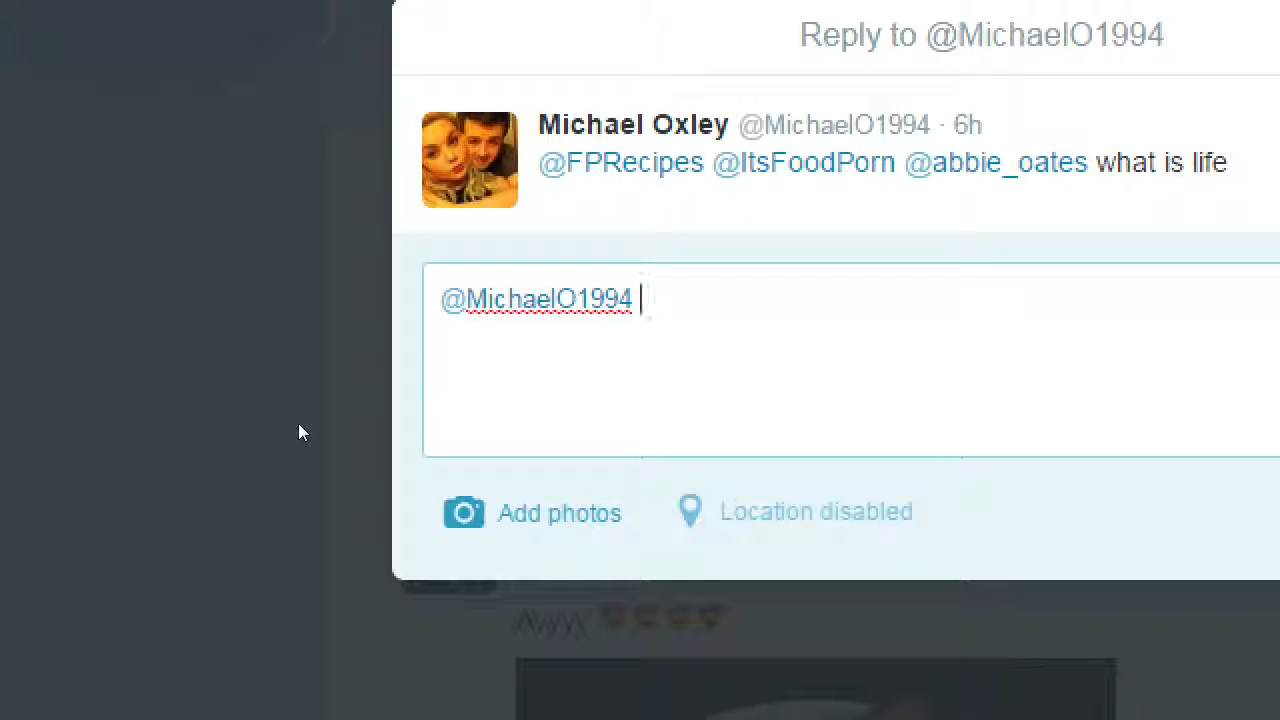 Reply to @MichaelO1994
Michael Oxley @MichaelO1994 · 6h
@FPRecipes @ItsFoodPorn @abbie_oates what is life
@MichaelO1994
Add photos
Location disabled